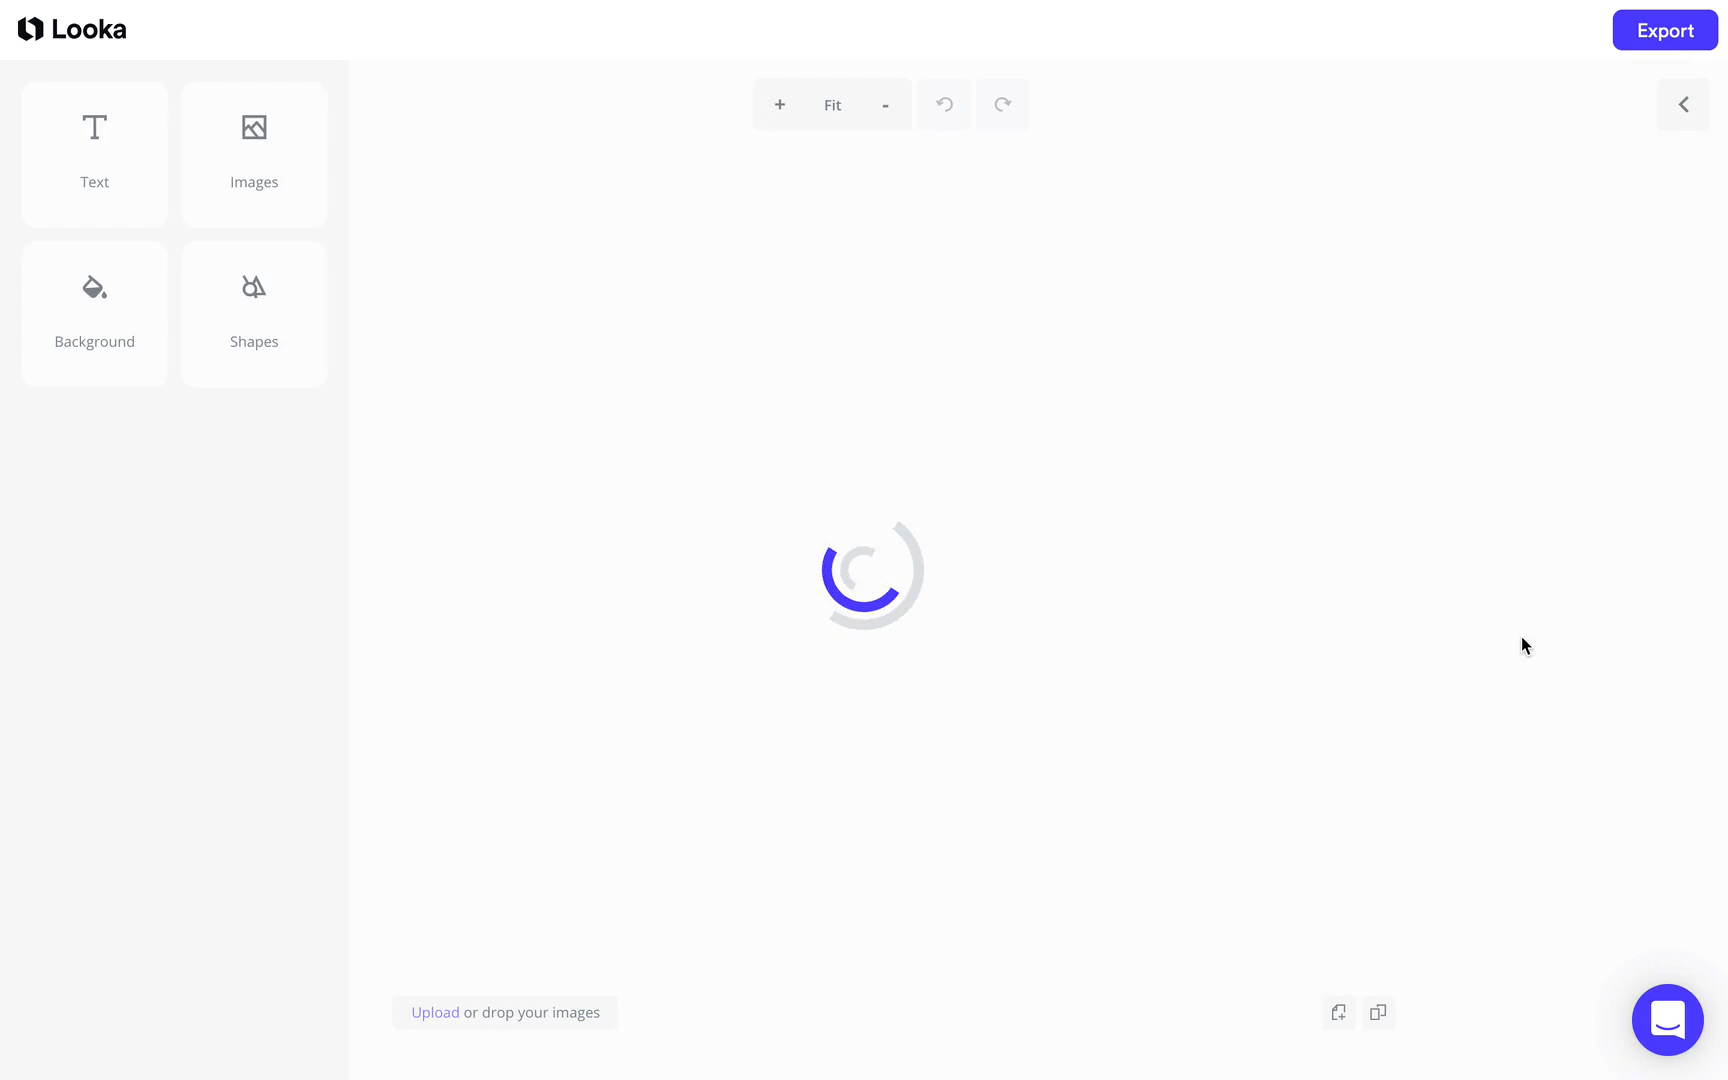 Looka
Export
+ Fit -
Text
Images
Background
Shapes
Upload or drop your images